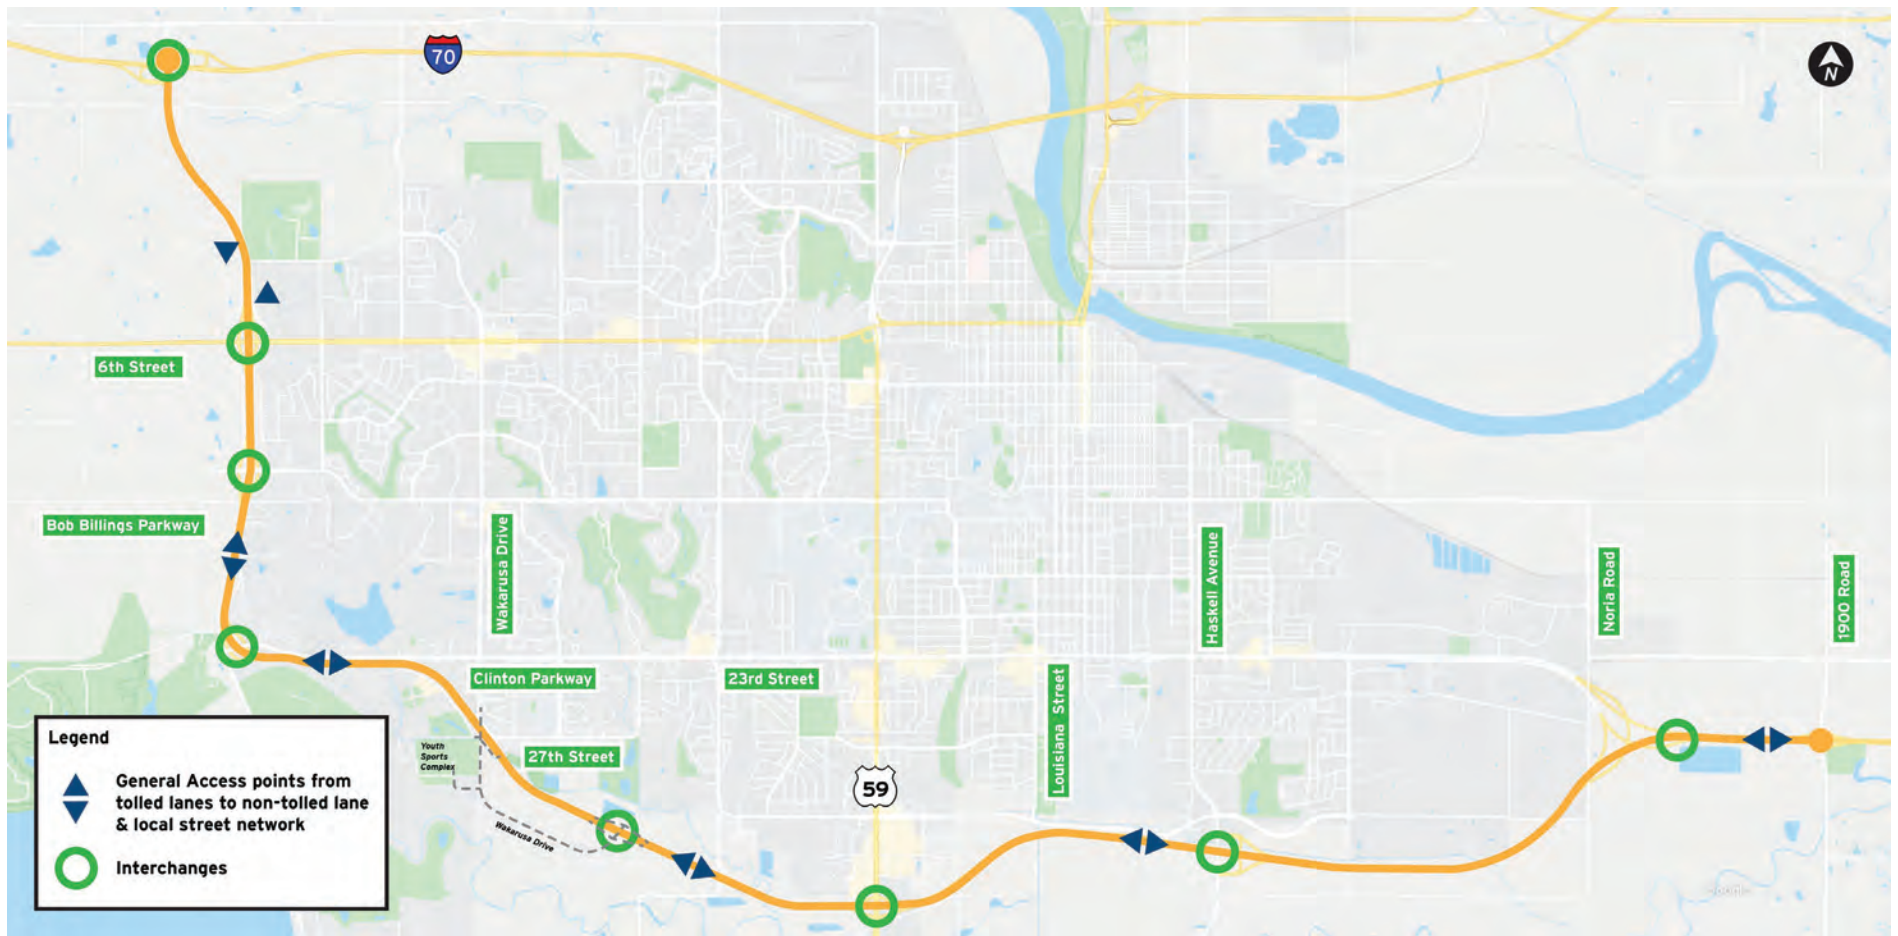 70
N
6th Street
Bob Billings Parkway
Wakarusa Drive
Haskell Avenue
Noria Road
1900 Road
Clinton Parkway
23rd Street
Louisiana Street
27th Street
Youth
Sports
Complex
Wakarusa Drive
59
Legend
General Access points from
tolled lanes to non-tolled lane
& local street network
Interchanges